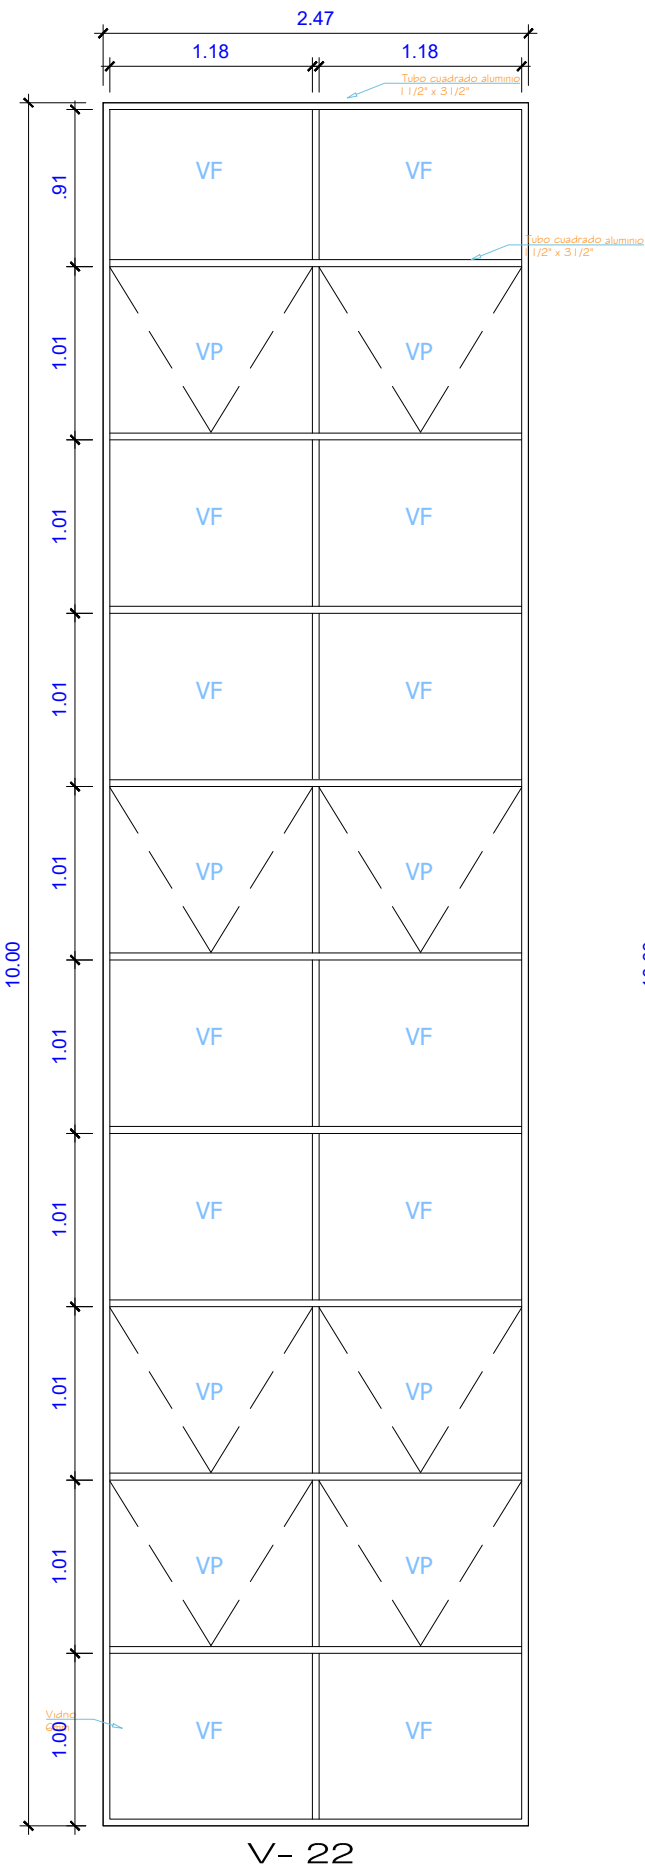 2.47
1.18 1.18
Tubo cuadrado aluminio
1 1/2" x 3 1/2"
.91
VF VF
Tubo cuadrado aluminio
1 1/2" x 3 1/2"
1.01
VP VP
1.01
VF VF
1.01
VF VF
1.01
VP VP
10.00
1.01
VF VF
1.01
VF VF
1.01
VP VP
1.01
VP VP
Vidrio
1.00
VF VF
V- 22